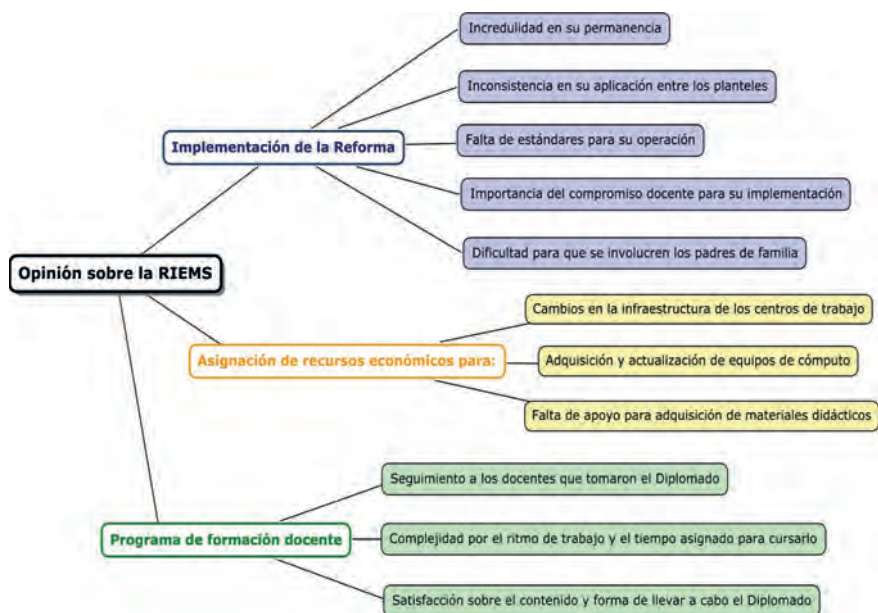 Opinión sobre la RIEMS
Implementación de la Reforma
Incredulidad en su permanencia
Inconsistencia en su aplicación entre los planteles
Falta de estándares para su operación
Importancia del compromiso docente para su implementación
Dificultad para que se involucren los padres de familia
Asignación de recursos económicos para:
Cambios en la infraestructura de los centros de trabajo
Adquisición y actualización de equipos de cómputo
Falta de apoyo para adquisición de materiales didácticos
Programa de formación docente
Seguimiento a los docentes que tomaron el Diplomado
Complejidad por el ritmo de trabajo y el tiempo asignado para cursarlo
Satisfacción sobre el contenido y forma de llevar a cabo el Diplomado